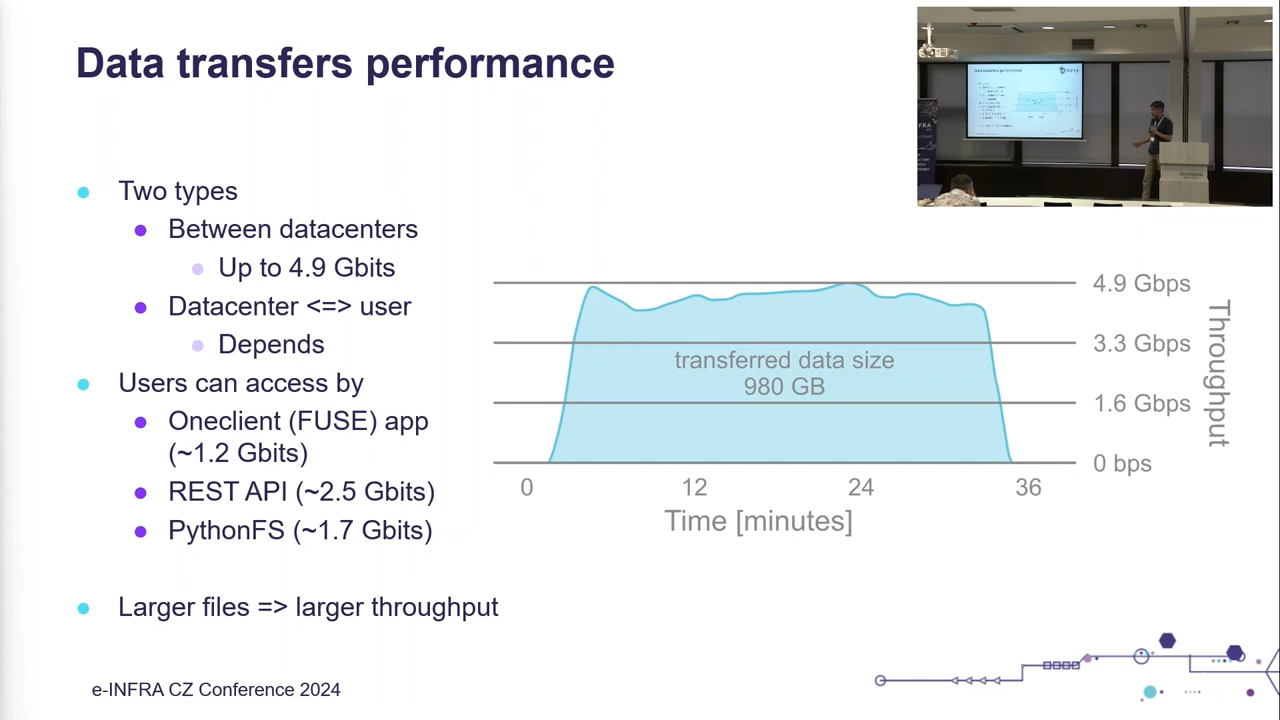 Data transfers performance
Two types
Between datacenters
Up to 4.9 Gbits
Datacenter <=> user
Depends
Users can access by
Oneclient (FUSE) app
(~1.2 Gbits)
REST API (~2.5 Gbits)
PythonFS (~1.7 Gbits)
Larger files => larger throughput
transferred data size
980 GB
4.9 Gbps
3.3 Gbps
1.6 Gbps
0 bps
Throughput
0 12 24 36
Time [minutes]
e-INFRA CZ Conference 2024
Data transfers performance